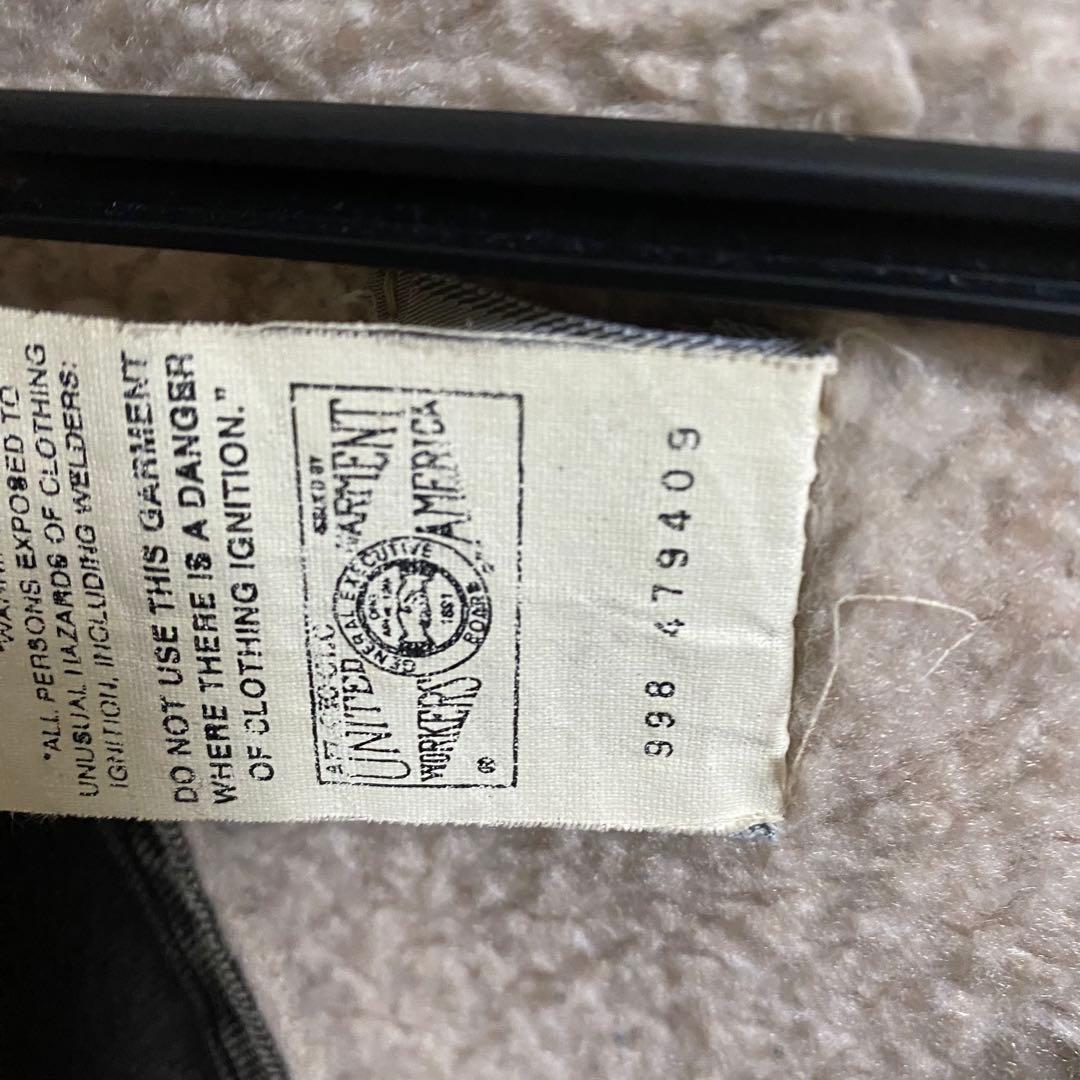 "ALL PERSONS EXPOSED TO
UNUSUAL HAZARDS OF CLOTHING
IGNITION, INCLUDING WELDERS:
DO NOT USE THIS GARMENT
WHERE THERE IS A DANGER
OF CLOTHING IGNITION."
UNITED GARMENT
GENERAL EXECUTIVE
1891
BOARD
WORKERS OF AMERICA
998 479409